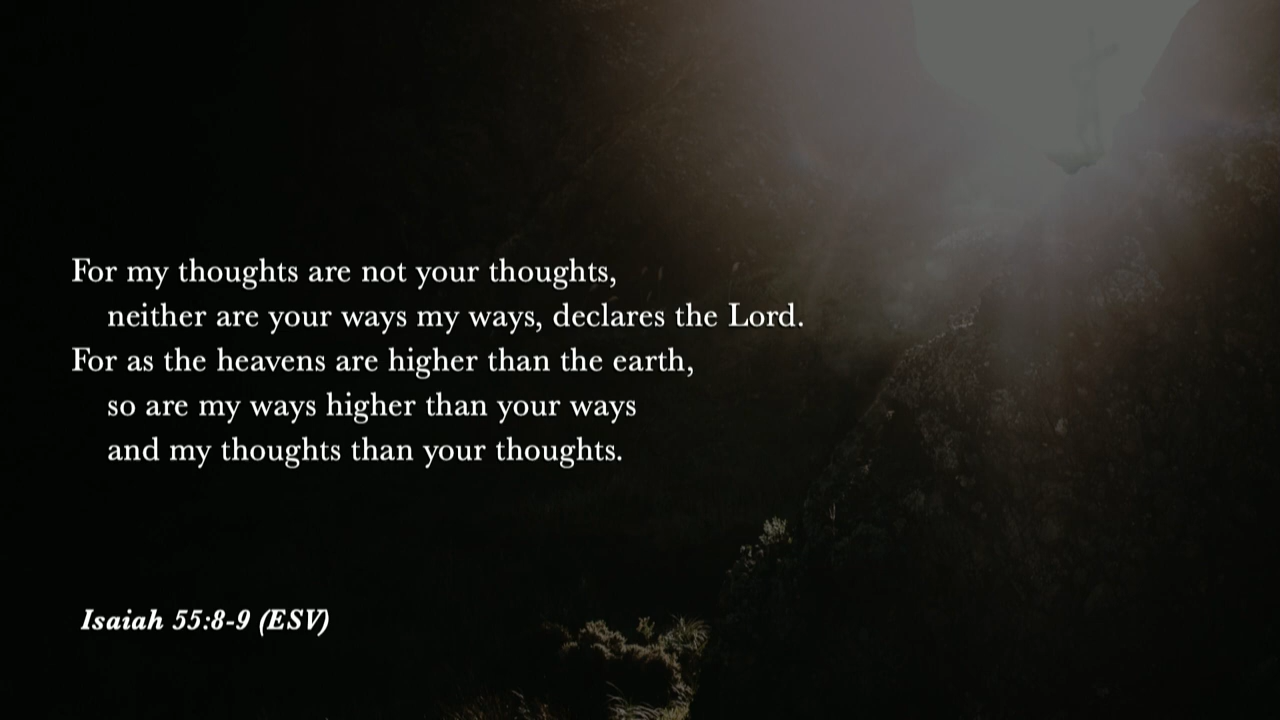 For my thoughts are not your thoughts,
neither are your ways my ways, declares the Lord.
For as the heavens are higher than the earth,
so are my ways higher than your ways
and my thoughts than your thoughts.
Isaiah 55:8-9 (ESV)